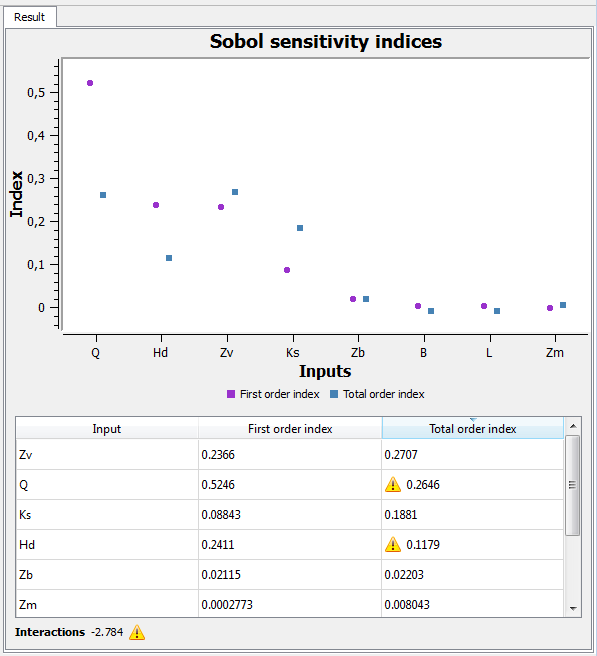 Result
Sobol sensitivity indices
0,5
0,4
0,3
0,2
0,1
0
Index
Q Hd Zv Ks Zb B L Zm
Inputs
First order index Total order index
Input First order index Total order index
Zv 0.2366 0.2707
Q 0.5246 0.2646
Ks 0.08843 0.1881
Hd 0.2411 0.1179
Zb 0.02115 0.02203
Zm 0.0002773 0.008043
Interactions -2.784